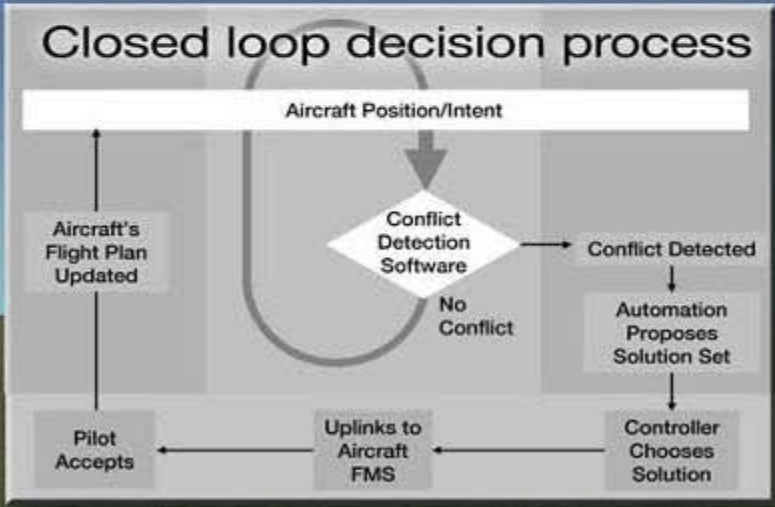 Closed loop decision process
Aircraft Position/Intent
Conflict
Detection
Software
No
Conflict
Conflict Detected
Automation
Proposes
Solution Set
Controller
Chooses
Solution
Uplinks to
Aircraft
FMS
Pilot
Accepts
Aircraft's
Flight Plan
Updated